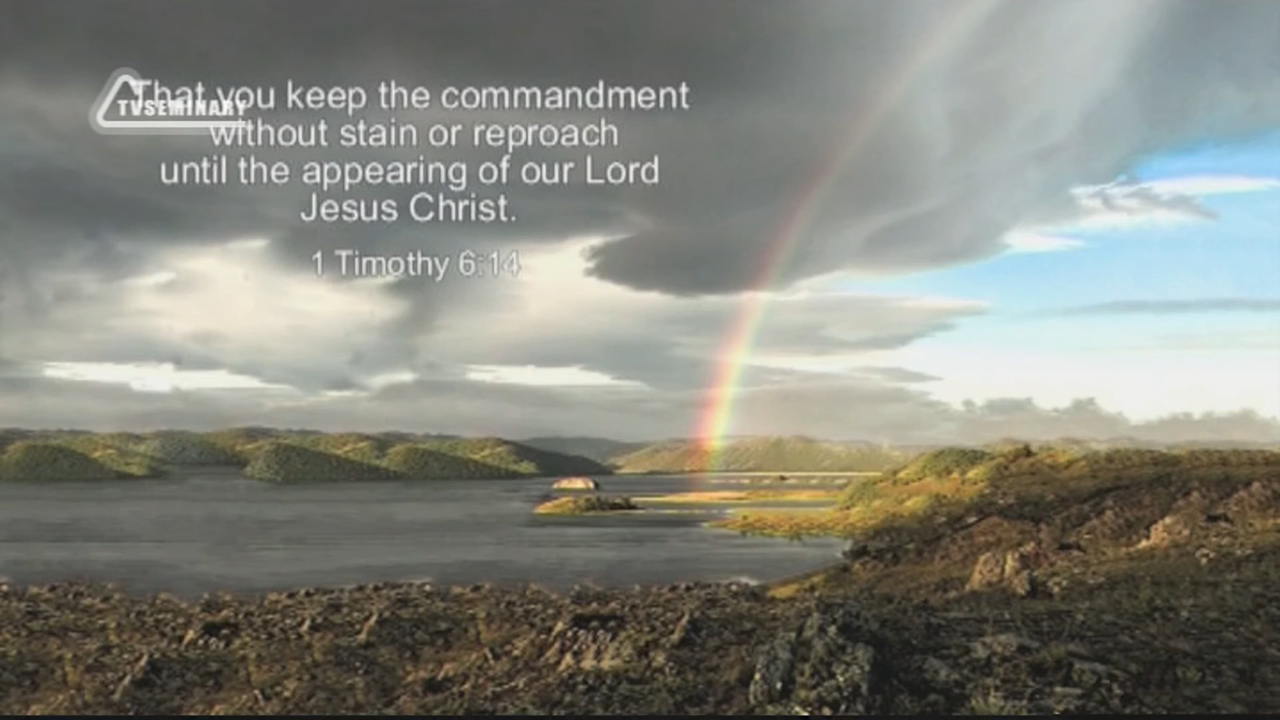 That you keep the commandment
TVSEMINARY
without stain or reproach
until the appearing of our Lord
Jesus Christ.
1 Timothy 6:14